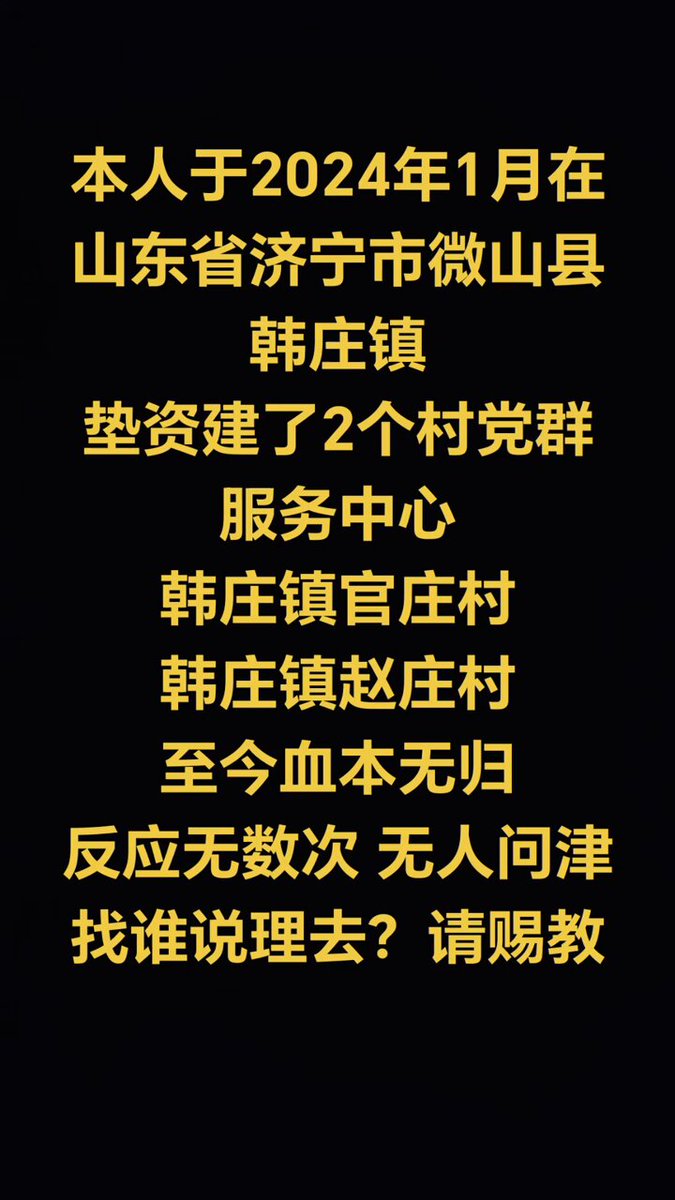 本人于2024年1月在
山东省济宁市微山县
韩庄镇
垫资建了2个村党群
服务中心
韩庄镇官庄村
韩庄镇赵庄村
至今血本无归
反应无数次 无人问津
找谁说理去？请赐教